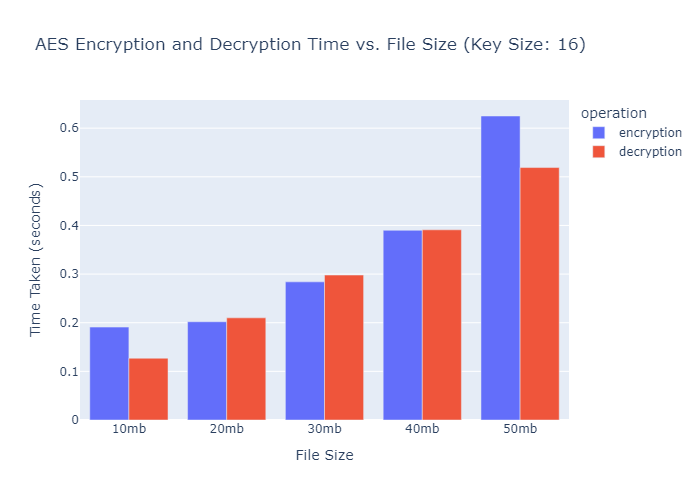 AES Encryption and Decryption Time vs. File Size (Key Size: 16)
operation
encryption
decryption
Time Taken (seconds)
0.6
0.5
0.4
0.3
0.2
0.1
0
10mb 20mb 30mb 40mb 50mb
File Size